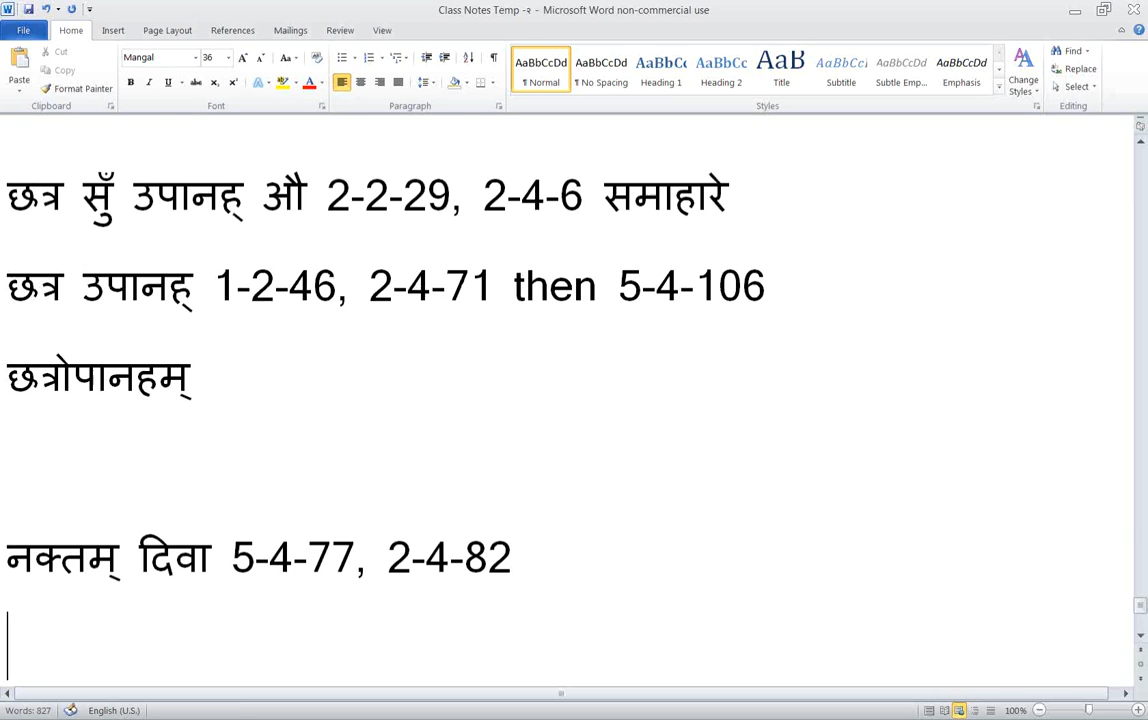 Class Notes Temp -२ - Microsoft Word non-commercial use
File Home Insert Page Layout References Mailings Review View
Paste Cut Copy Format Painter Clipboard
Mangal 36 Font
Paragraph
AaBbCcDd ¶ Normal AaBbCcDd ¶ No Spacing AaBbCc Heading 1 AaBbCc Heading 2 AaB Title AaBbCcl Subtitle AaBbCcDd Subtle Emp... AaBbCcDd Emphasis Change Styles Styles
Find Replace Select Editing
छत्र सुँ उपानह् औ 2-2-29, 2-4-6 समाहारे
छत्र उपानह् 1-2-46, 2-4-71 then 5-4-106
छत्रोपानहम्
नक्तम् दिवा 5-4-77, 2-4-82
Words: 827 English (U.S.) 100%